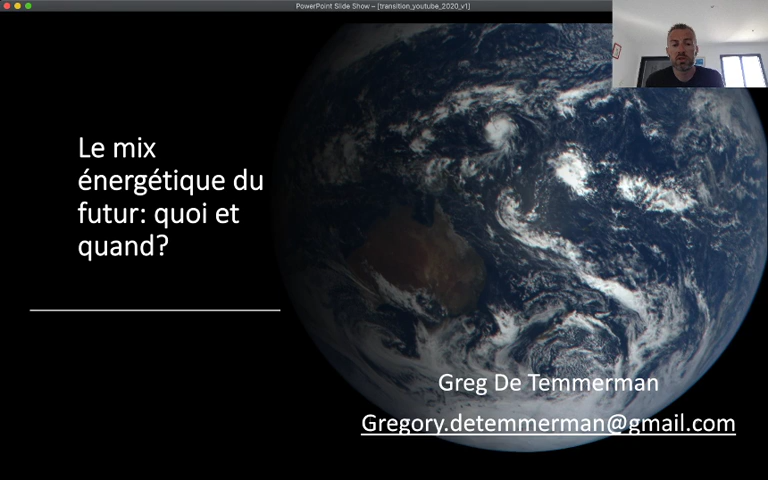 PowerPoint Slide Show – [transition_youtube_2020_v1]
Le mix
énergétique du
futur: quoi et
quand?
Greg De Temmerman
Gregory.detemmerman@gmail.com